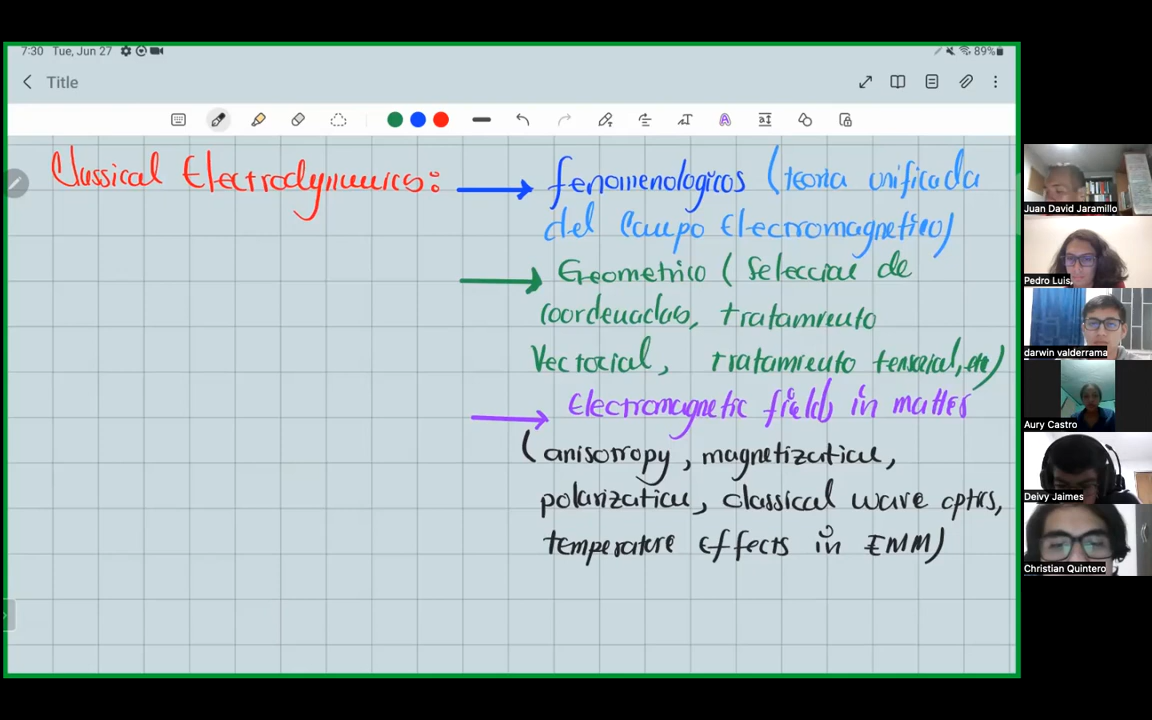 7:30 Tue, Jun 27
89%
Title
Classical Electrodynamics:
fenomenologicos (teoria unificada
del Campo Electromagnetico)
Geometrico (Seleccion de
coordenadas, tratamiento
Vectorial, tratamiento tensorial, etc)
Electromagnetic fields in matter
(anisotropy, magnetization,
polarization, classical wave optics,
temperature effects in EMM)
Juan David Jaramillo
Pedro Luis,
darwin valderrama
Aury Castro
Deivy Jaimes
Christian Quintero